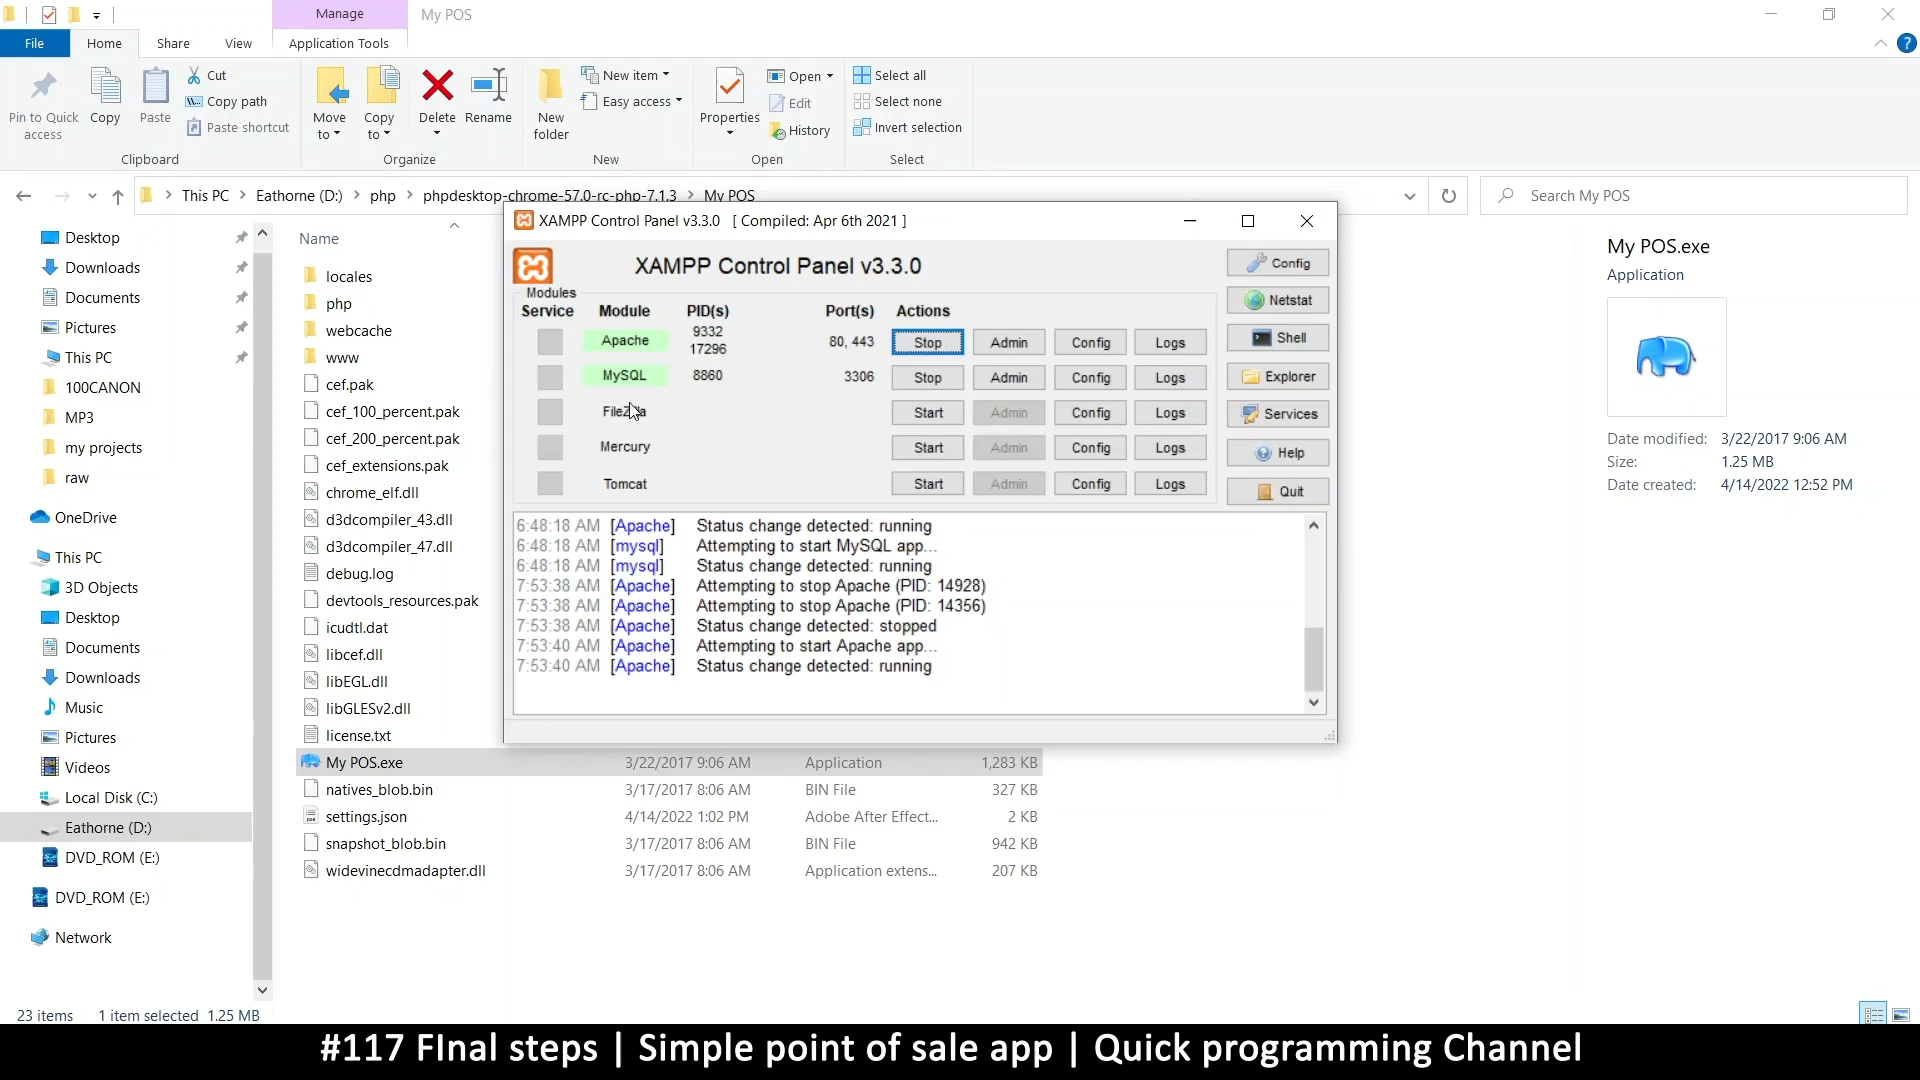 Manage
My POS
File
Home
Share
View
Application Tools
Pin to Quick access
Copy
Paste
Cut
Copy path
Paste shortcut
Clipboard
Move to
Copy to
Delete
Rename
Organize
New folder
New item
Easy access
New
Properties
Open
Edit
History
Open
Select all
Select none
Invert selection
Select
This PC > Eathorne (D:) > php > phpdesktop-chrome-57.0-rc-php-7.1.3 > My POS
Search My POS
Desktop
Downloads
Documents
Pictures
This PC
100CANON
MP3
my projects
raw
OneDrive
This PC
3D Objects
Desktop
Documents
Downloads
Music
Pictures
Videos
Local Disk (C:)
Eathorne (D:)
DVD_ROM (E:)
DVD_ROM (E:)
Network
Name
locales
php
webcache
www
cef.pak
cef_100_percent.pak
cef_200_percent.pak
cef_extensions.pak
chrome_elf.dll
d3dcompiler_43.dll
d3dcompiler_47.dll
debug.log
devtools_resources.pak
icudtl.dat
libcef.dll
libEGL.dll
libGLESv2.dll
license.txt
My POS.exe 3/22/2017 9:06 AM Application 1,283 KB
natives_blob.bin 3/17/2017 8:06 AM BIN File 327 KB
settings.json 4/14/2022 1:02 PM Adobe After Effect... 2 KB
snapshot_blob.bin 3/17/2017 8:06 AM BIN File 942 KB
widevinecdmadapter.dll 3/17/2017 8:06 AM Application extens... 207 KB
XAMPP Control Panel v3.3.0 [ Compiled: Apr 6th 2021 ]
XAMPP Control Panel v3.3.0
Modules
Service Module PID(s) Port(s) Actions
Apache 9332 17296 80, 443 Stop Admin Config Logs
MySQL 8860 3306 Stop Admin Config Logs
FileZilla Start Admin Config Logs
Mercury Start Admin Config Logs
Tomcat Start Admin Config Logs
Config
Netstat
Shell
Explorer
Services
Help
Quit
6:48:18 AM [Apache] Status change detected: running
6:48:18 AM [mysql] Attempting to start MySQL app...
6:48:18 AM [mysql] Status change detected: running
7:53:38 AM [Apache] Attempting to stop Apache (PID: 14928)
7:53:38 AM [Apache] Attempting to stop Apache (PID: 14356)
7:53:38 AM [Apache] Status change detected: stopped
7:53:40 AM [Apache] Attempting to start Apache app...
7:53:40 AM [Apache] Status change detected: running
My POS.exe
Application
Date modified: 3/22/2017 9:06 AM
Size: 1.25 MB
Date created: 4/14/2022 12:52 PM
23 items 1 item selected 1.25 MB
#117 FInal steps | Simple point of sale app | Quick programming Channel